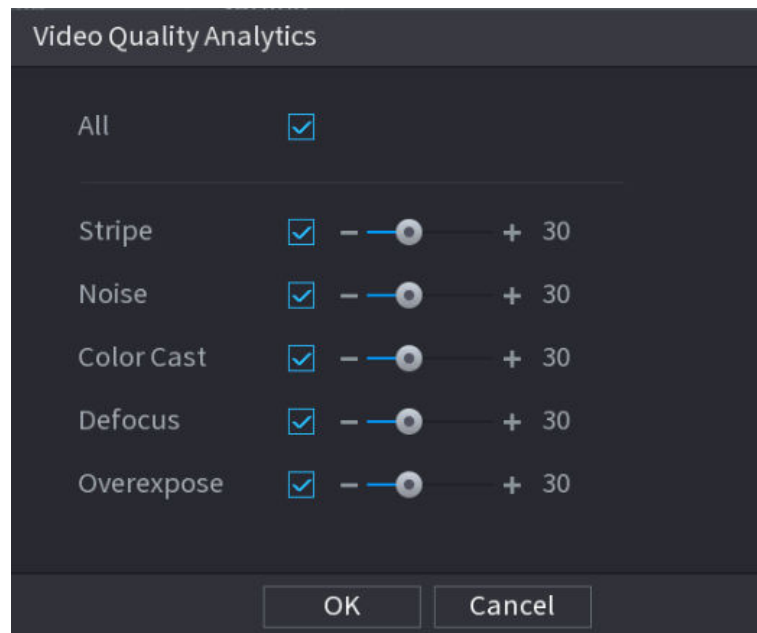 Video Quality Analytics
All
Stripe - + 30
Noise - + 30
Color Cast - + 30
Defocus - + 30
Overexpose - + 30
OK Cancel